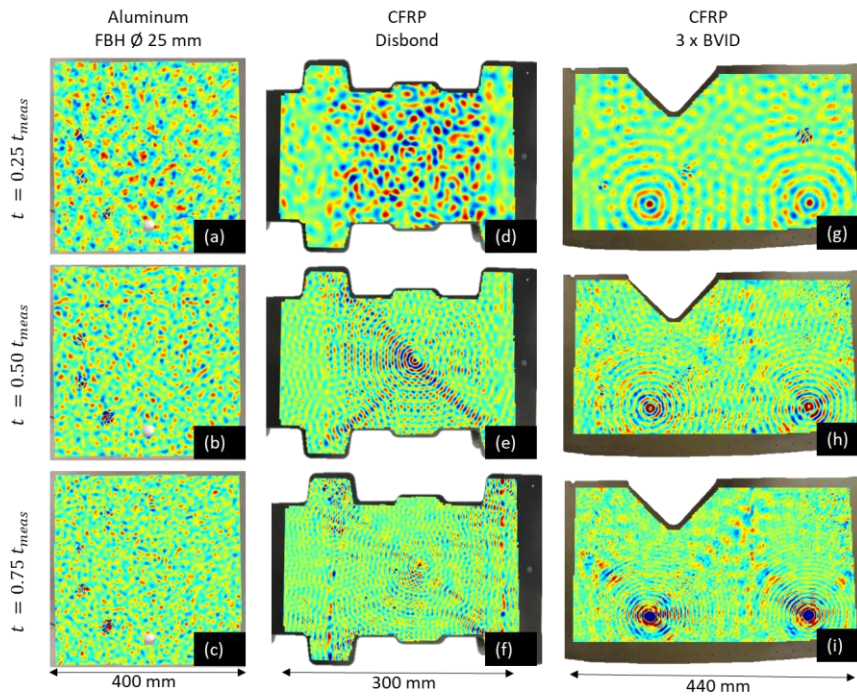 Aluminum
FBH Ø 25 mm
CFRP
Disbond
CFRP
3 x BVID
t = 0.25 t_meas
(a)
(d)
(g)
t = 0.50 t_meas
(b)
(e)
(h)
t = 0.75 t_meas
(c)
(f)
(i)
400 mm
300 mm
440 mm